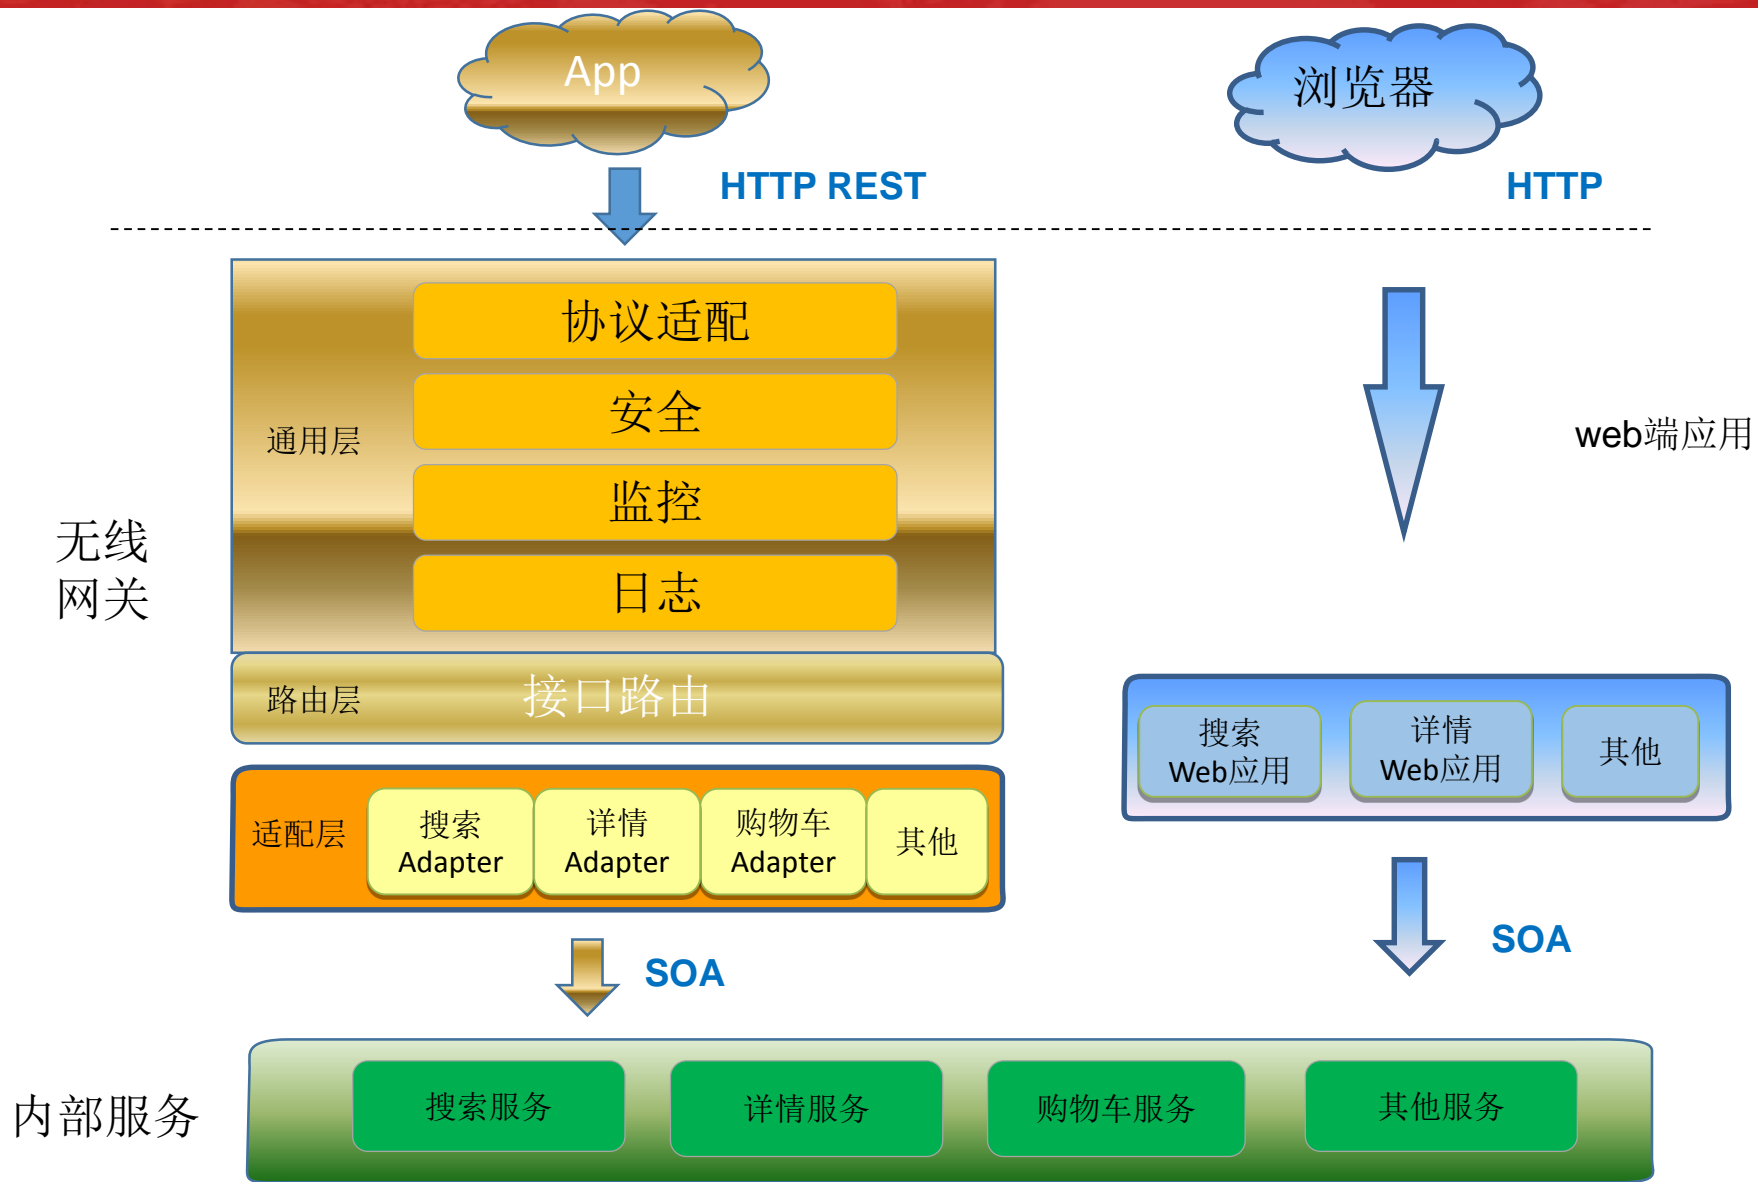 App
浏览器
HTTP REST
HTTP
协议适配
安全
通用层
监控
日志
web端应用
无线
网关
路由层
接口路由
搜索
Web应用
详情
Web应用
其他
适配层
搜索
Adapter
详情
Adapter
购物车
Adapter
其他
SOA
SOA
内部服务
搜索服务
详情服务
购物车服务
其他服务